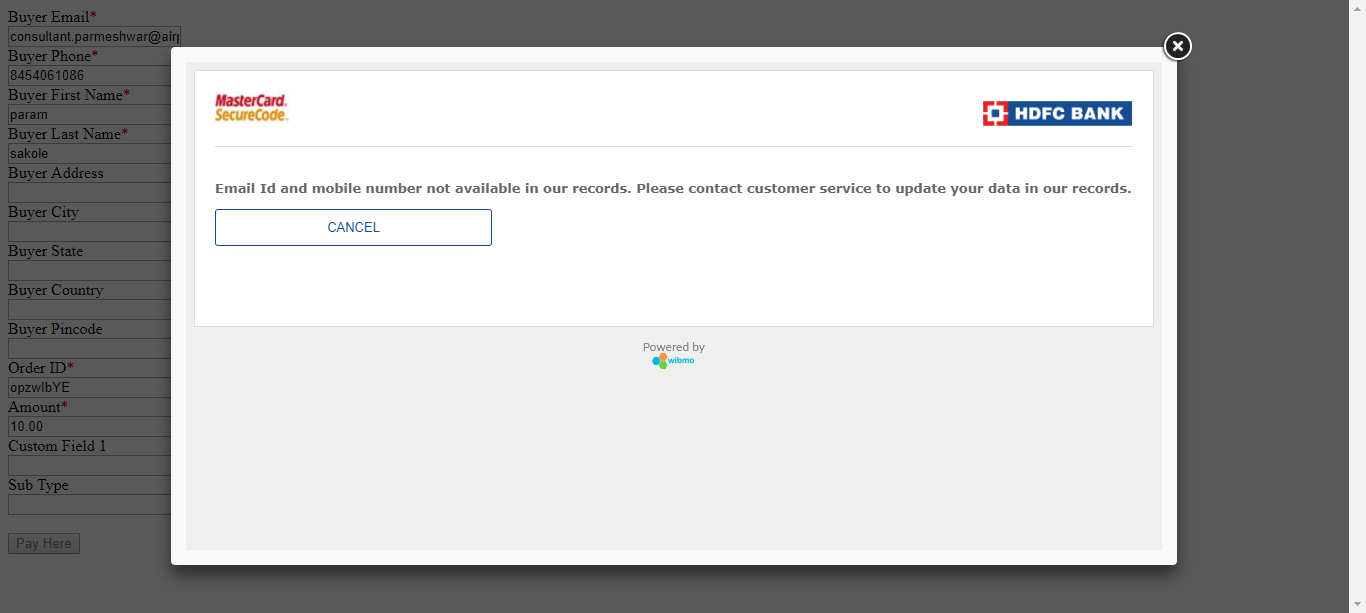 Buyer Email*
consultant.parmeshwar@air
Buyer Phone*
8454061086
Buyer First Name*
param
Buyer Last Name*
sakole
Buyer Address
Buyer City
Buyer State
Buyer Country
Buyer Pincode
Order ID*
opzwlbYE
Amount*
10.00
Custom Field 1
Sub Type
Pay Here
MasterCard.
SecureCode.
HDFC BANK
Email Id and mobile number not available in our records. Please contact customer service to update your data in our records.
CANCEL
Powered by
wibmo